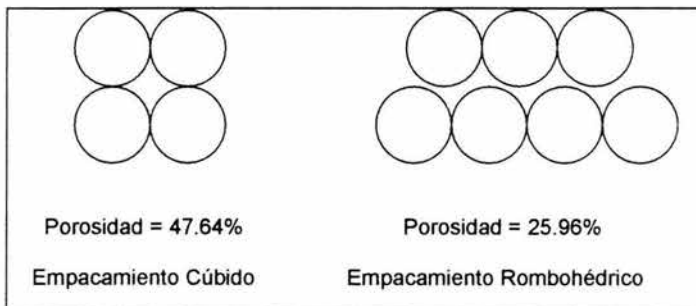 Porosidad = 47.64%
Porosidad = 25.96%
Empacamiento Cúbido
Empacamiento Rombohédrico